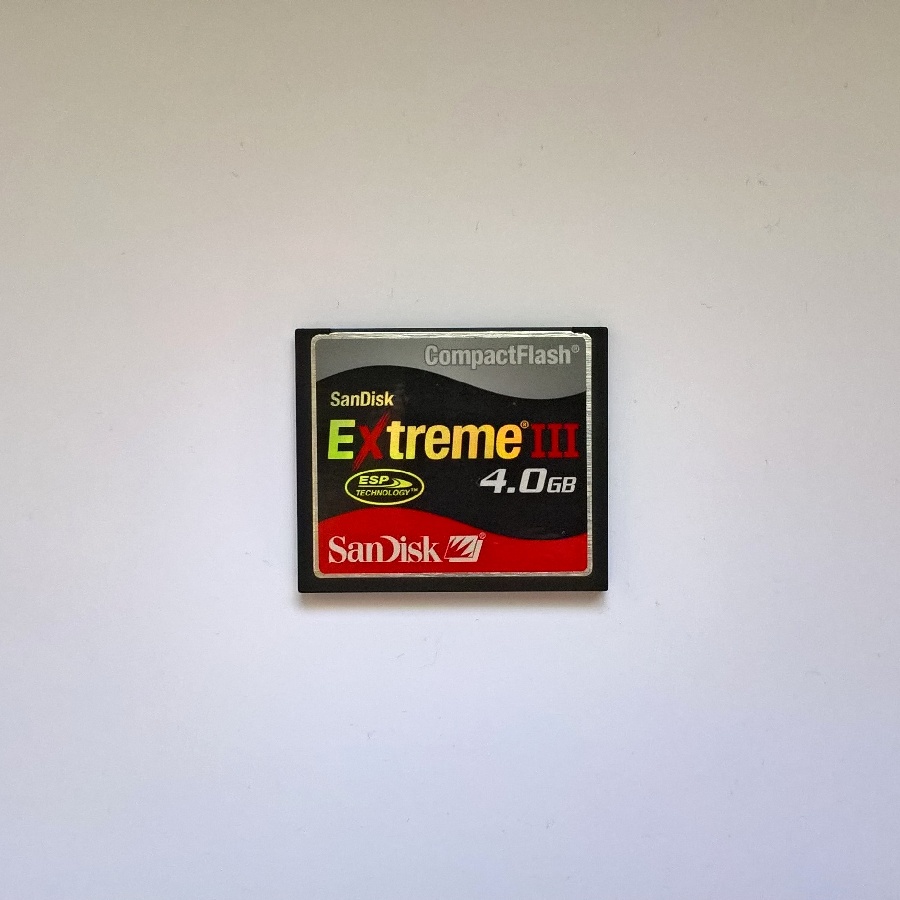 CompactFlash®
SanDisk
Extreme® III
ESP
TECHNOLOGY™
4.0GB
SanDisk®